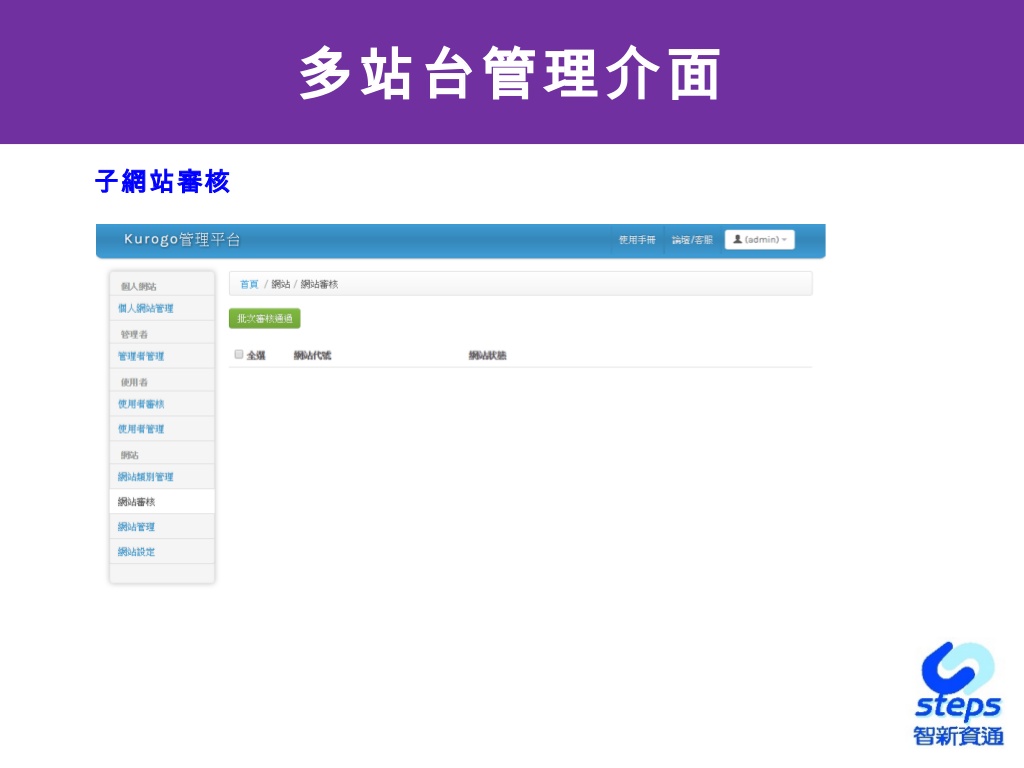 多站台管理介面
子網站審核
Kurogo管理平台
使用手冊 論壇/客服 (admin)
個人網站
個人網站管理
管理者
管理者管理
使用者
使用者審核
使用者管理
網站
網站類別管理
網站審核
網站管理
網站設定
首頁 / 網站 / 網站審核
批次審核通過
全選 網站代號 網站狀態
steps
智新資通